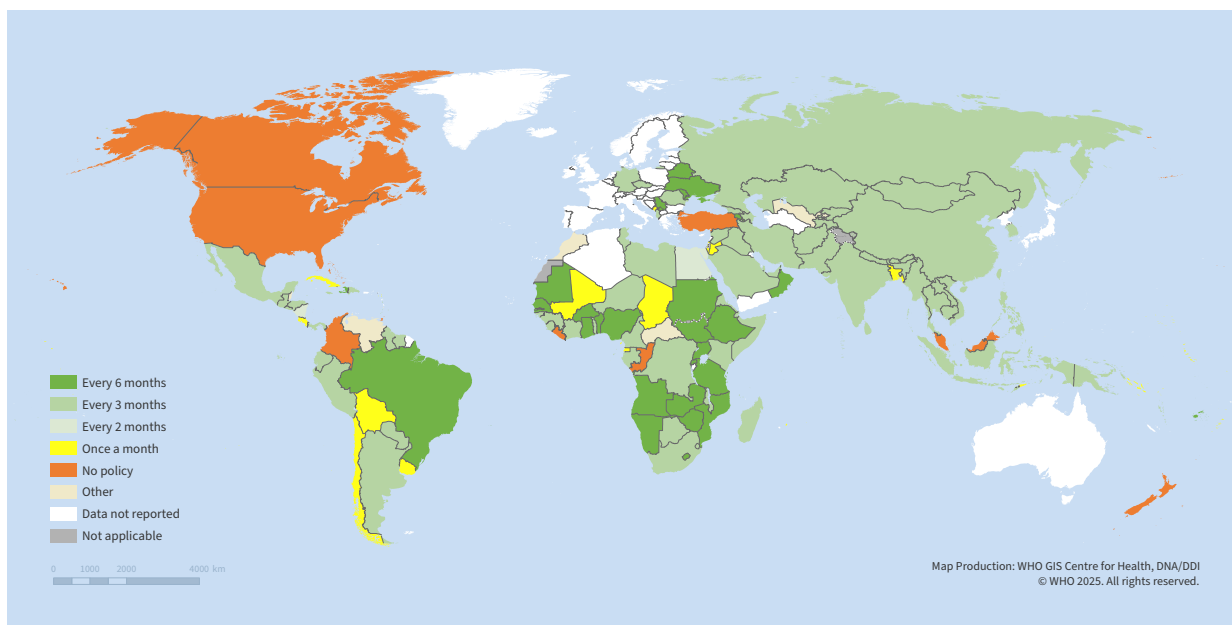 Every 6 months
Every 3 months
Every 2 months
Once a month
No policy
Other
Data not reported
Not applicable
0 1000 2000 4000 km
Map Production: WHO GIS Centre for Health, DNA/DDI
© WHO 2025. All rights reserved.